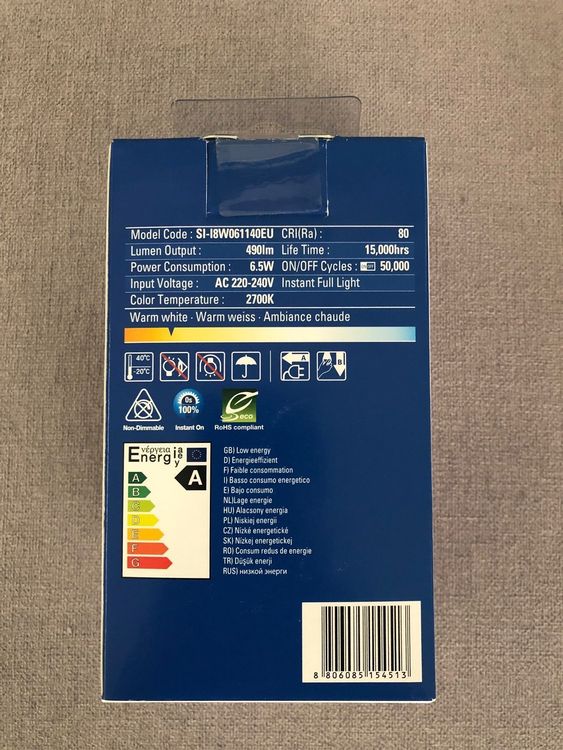 Model Code : SI-I8W061140EU CRI(Ra) : 80
Lumen Output : 490lm Life Time : 15,000hrs
Power Consumption : 6.5W ON/OFF Cycles : 50,000
Input Voltage : AC 220-240V Instant Full Light
Color Temperature : 2700K
Warm white · Warm weiss · Ambiance chaude
40°C
-20°C
A
B
0s
100%
eco
Non-Dimmable Instant On RoHS compliant
ενέργεια
Energi
a
e
y
A
A
B
C
D
E
F
G
GB) Low energy
D) Energieeffizient
F) Faible consommation
I) Basso consumo energetico
E) Bajo consumo
NL)Lage energie
HU) Alacsony energia
PL) Niskiej energii
CZ) Nízké energetické
SK) Nízkej energetickej
RO) Consum redus de energie
TR) Düşük enerji
RUS) низкой энерги
8 806085 154513